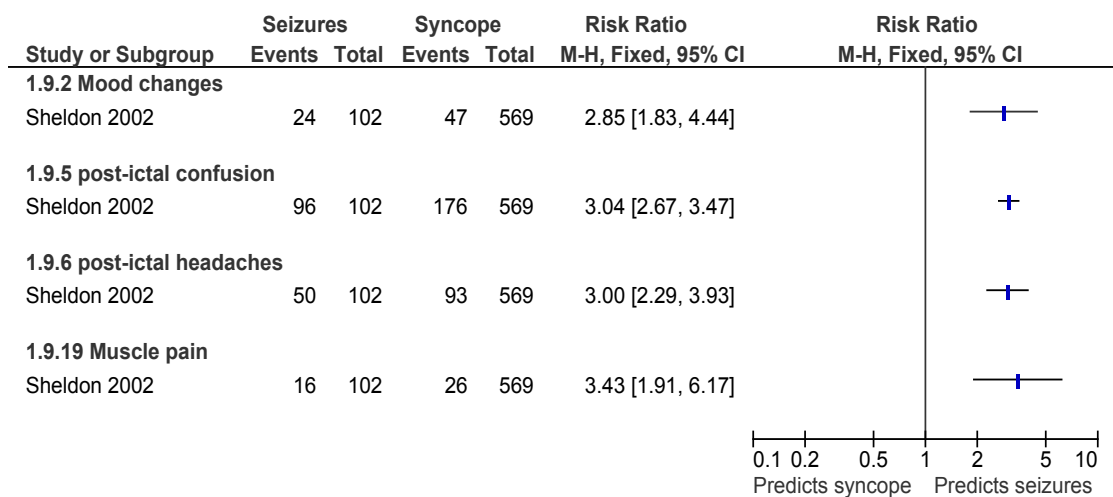 Seizures Syncope Risk Ratio Risk Ratio
Study or Subgroup Events Total Events Total M-H, Fixed, 95% CI M-H, Fixed, 95% CI
1.9.2 Mood changes
Sheldon 2002 24 102 47 569 2.85 [1.83, 4.44]
1.9.5 post-ictal confusion
Sheldon 2002 96 102 176 569 3.04 [2.67, 3.47]
1.9.6 post-ictal headaches
Sheldon 2002 50 102 93 569 3.00 [2.29, 3.93]
1.9.19 Muscle pain
Sheldon 2002 16 102 26 569 3.43 [1.91, 6.17]
0.1 0.2 0.5 1 2 5 10
Predicts syncope Predicts seizures